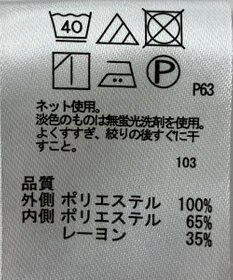 40
P
P63
ネット使用。
淡色のものは無蛍光洗剤を使用。
よくすすぎ、絞りの後すぐに干
すこと。
103
品質
外側 ポリエステル 100%
内側 ポリエステル 65%
レーヨン 35%